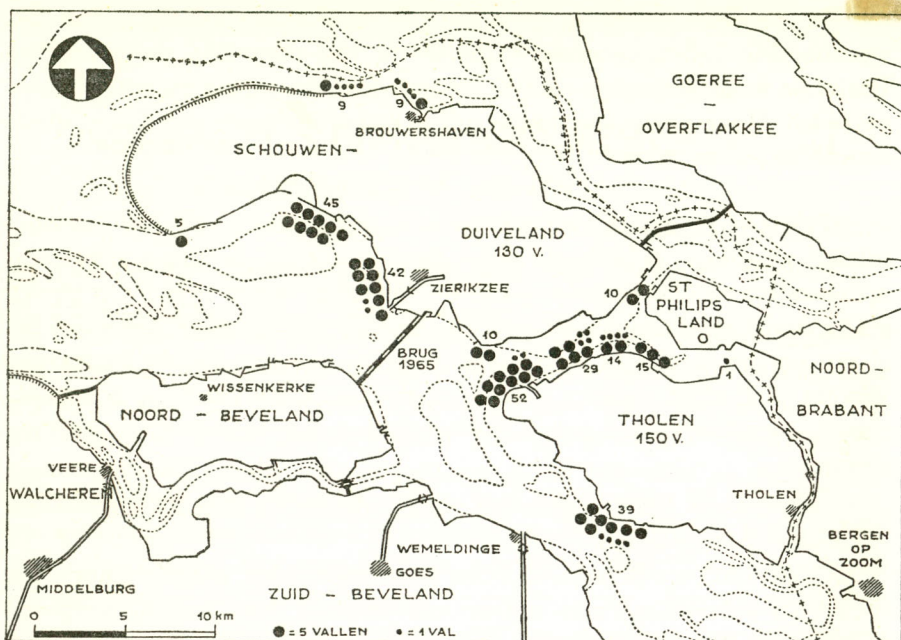 GOEREE
–
OVERFLAKKEE
9
9
BROUWERSHAVEN
SCHOUWEN –
45
5
DUIVELAND
130 V.
42
ZIERIKZEE
10
ST
PHILIPS
LAND
O
10
BRUG
1965
29
14
15
1
NOORD –
BRABANT
WISSENKERKE
NOORD – BEVELAND
52
THOLEN
150 V.
VEERE
WALCHEREN
THOLEN
39
BERGEN
OP
ZOOM
WEMELDINGE
GOES
MIDDELBURG
ZUID – BEVELAND
0 5 10 km
= 5 VALLEN = 1 VAL